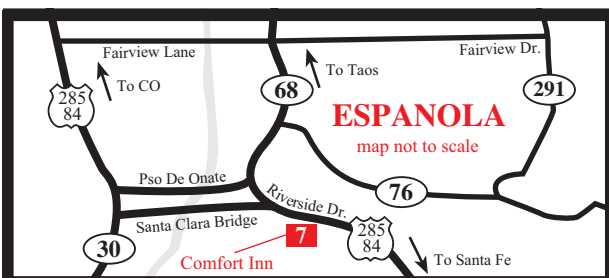 Fairview Lane
Fairview Dr.
To CO
To Taos
285
84
68
291
ESPANOLA
map not to scale
Pso De Onate
76
Riverside Dr.
Santa Clara Bridge
7
285
84
30
Comfort Inn
To Santa Fe